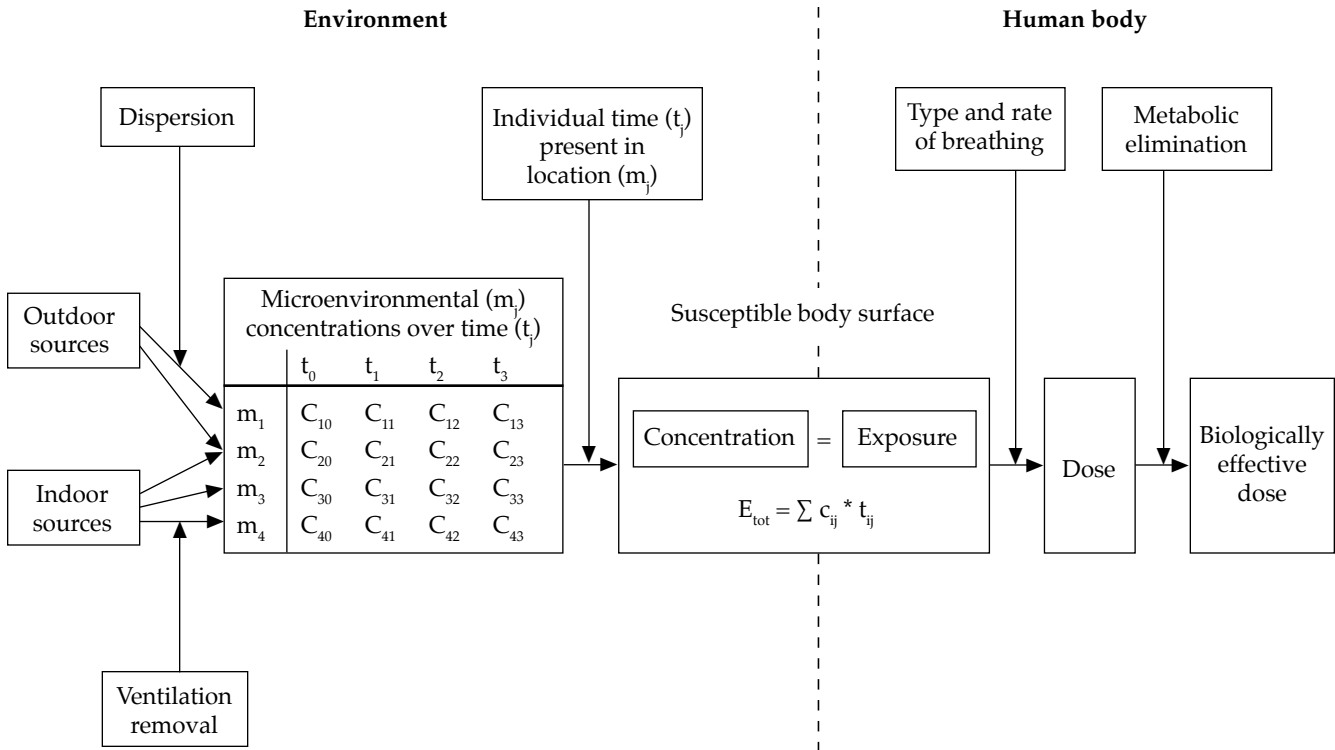 Environment
Human body
Dispersion
Individual time (tⱼ)
present in
location (mⱼ)
Type and rate
of breathing
Metabolic
elimination
Outdoor
sources
Indoor
sources
Microenvironmental (mⱼ)
concentrations over time (tⱼ)
t₀ t₁ t₂ t₃
m₁ C₁₀ C₁₁ C₁₂ C₁₃
m₂ C₂₀ C₂₁ C₂₂ C₂₃
m₃ C₃₀ C₃₁ C₃₂ C₃₃
m₄ C₄₀ C₄₁ C₄₂ C₄₃
Susceptible body surface
Concentration = Exposure
Eₜₒₜ = ∑ cᵢⱼ * tᵢⱼ
Dose
Biologically
effective
dose
Ventilation
removal